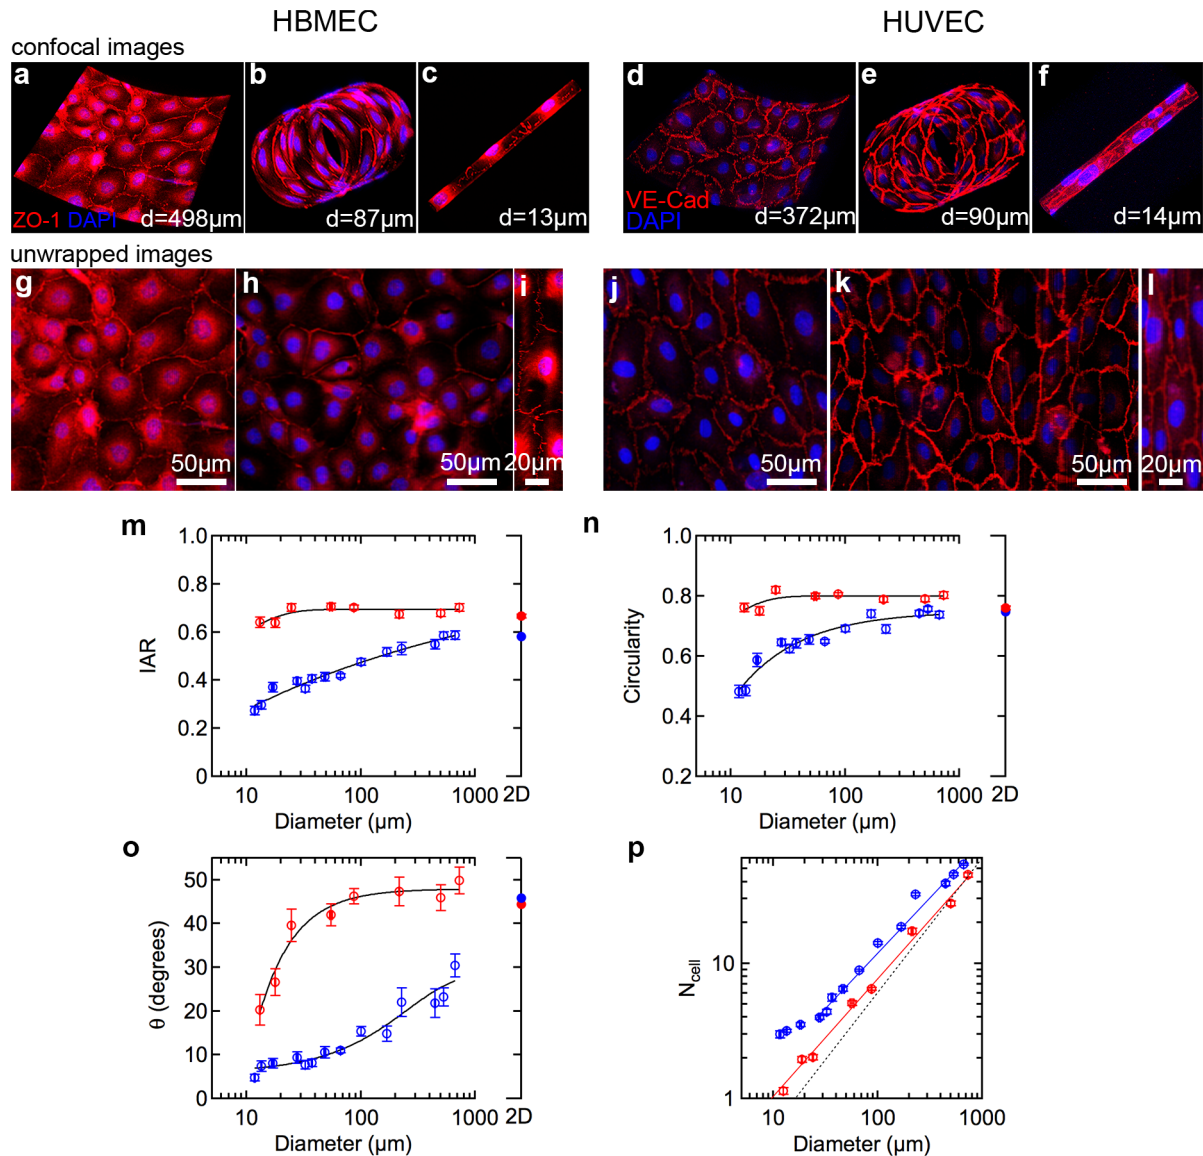 HBMEC HUVEC
confocal images
a b c d e f
ZO-1 DAPI d=498µm d=87µm d=13µm VE-Cad DAPI d=372µm d=90µm d=14µm
unwrapped images
g h i j k l
50µm 50µm 20µm 50µm 50µm 20µm
m
1.0
0.8
0.6
0.4
0.2
0
IAR
10 100 1000 2D
Diameter (µm)
n
1.0
0.8
0.6
0.4
0.2
Circularity
10 100 1000 2D
Diameter (µm)
o
50
40
30
20
10
0
θ (degrees)
10 100 1000 2D
Diameter (µm)
p
10
1
Ncell
10 100 1000
Diameter (µm)